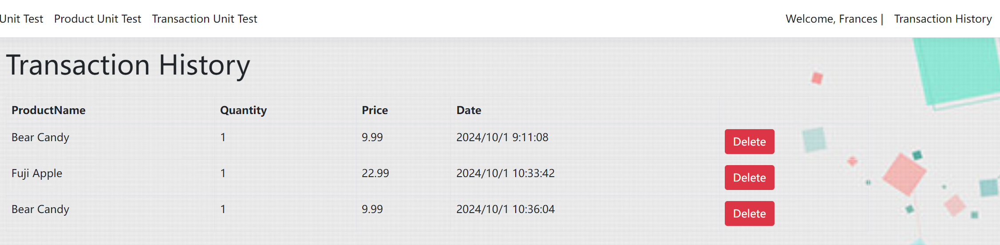 Unit Test Product Unit Test Transaction Unit Test Welcome, Frances | Transaction History
Transaction History
ProductName Quantity Price Date
Bear Candy 1 9.99 2024/10/1 9:11:08 Delete
Fuji Apple 1 22.99 2024/10/1 10:33:42 Delete
Bear Candy 1 9.99 2024/10/1 10:36:04 Delete